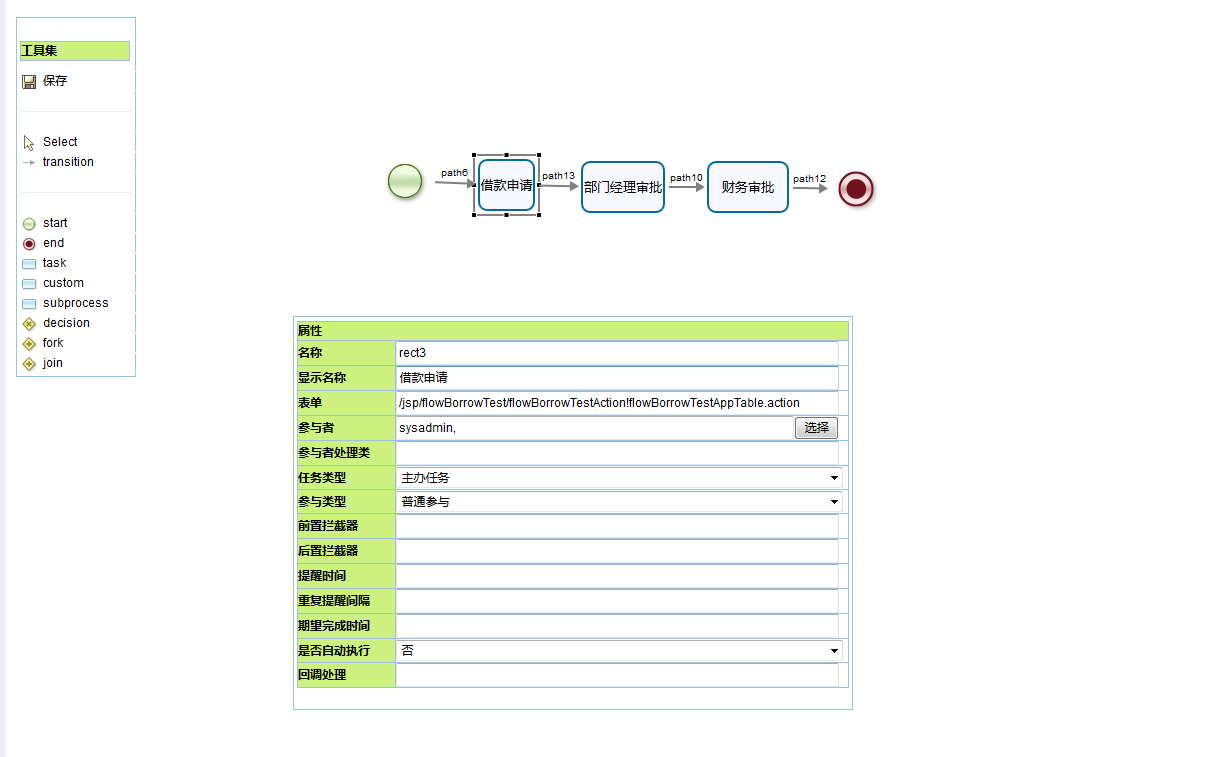 工具集
保存
Select
transition
start
end
task
custom
subprocess
decision
fork
join
path6
借款申请
path13
部门经理审批
path10
财务审批
path12
属性
名称 rect3
显示名称 借款申请
表单 /jsp/flowBorrowTest/flowBorrowTestAction!flowBorrowTestAppTable.action
参与者 sysadmin, 选择
参与者处理类
任务类型 主办任务
参与类型 普通参与
前置拦截器
后置拦截器
提醒时间
重复提醒间隔
期望完成时间
是否自动执行 否
回调处理